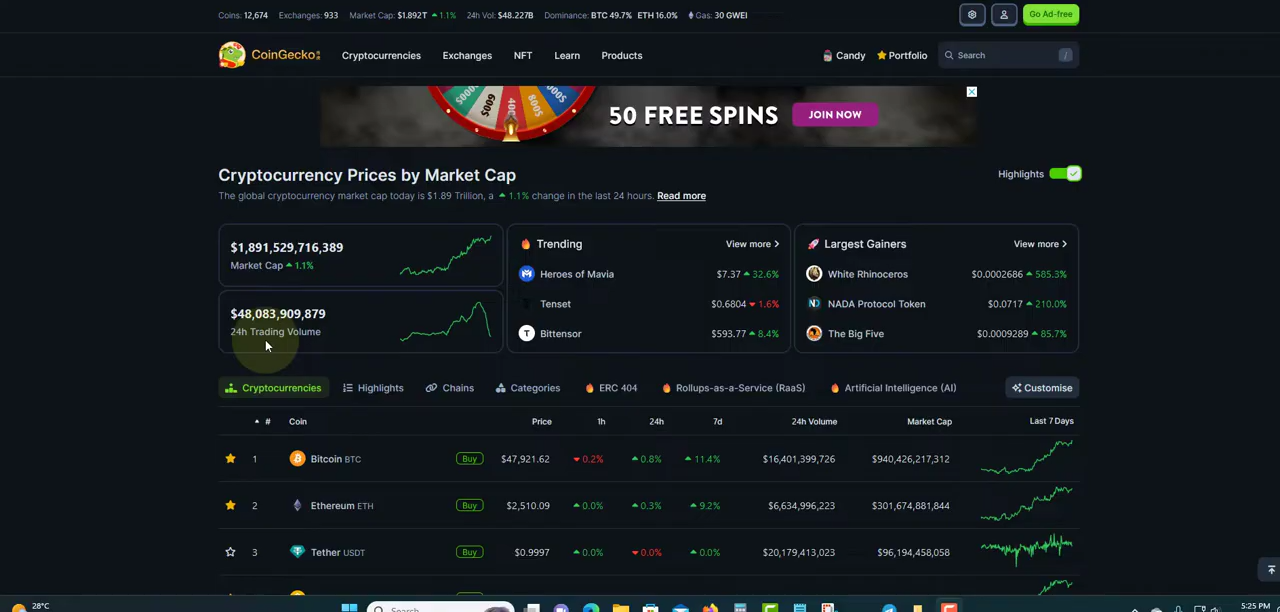 Coins: 12,674 Exchanges: 933 Market Cap: $1.892T 1.1% 24h Vol: $48.227B Dominance: BTC 49.7% ETH 16.0% Gas: 30 GWEI
Go Ad-free
CoinGecko Cryptocurrencies Exchanges NFT Learn Products Candy Portfolio Search /
50 FREE SPINS JOIN NOW
Cryptocurrency Prices by Market Cap
Highlights
The global cryptocurrency market cap today is $1.89 Trillion, a 1.1% change in the last 24 hours. Read more
$1,891,529,716,389
Market Cap 1.1%
$48,083,909,879
24h Trading Volume
Trending View more
Heroes of Mavia $7.37 32.6%
Tenset $0.6804 1.6%
Bittensor $593.77 8.4%
Largest Gainers View more
White Rhinoceros $0.0002686 585.3%
NADA Protocol Token $0.0717 210.0%
The Big Five $0.0009289 85.7%
Cryptocurrencies Highlights Chains Categories ERC 404 Rollups-as-a-Service (RaaS) Artificial Intelligence (AI) Customise
# Coin Price 1h 24h 7d 24h Volume Market Cap Last 7 Days
1 Bitcoin BTC Buy $47,921.62 0.2% 0.8% 11.4% $16,401,399,726 $940,426,217,312
2 Ethereum ETH Buy $2,510.09 0.0% 0.3% 9.2% $6,634,996,223 $301,674,881,844
3 Tether USDT Buy $0.9997 0.0% 0.0% 0.0% $20,179,413,023 $96,194,458,058
28°C Search 5:25 PM